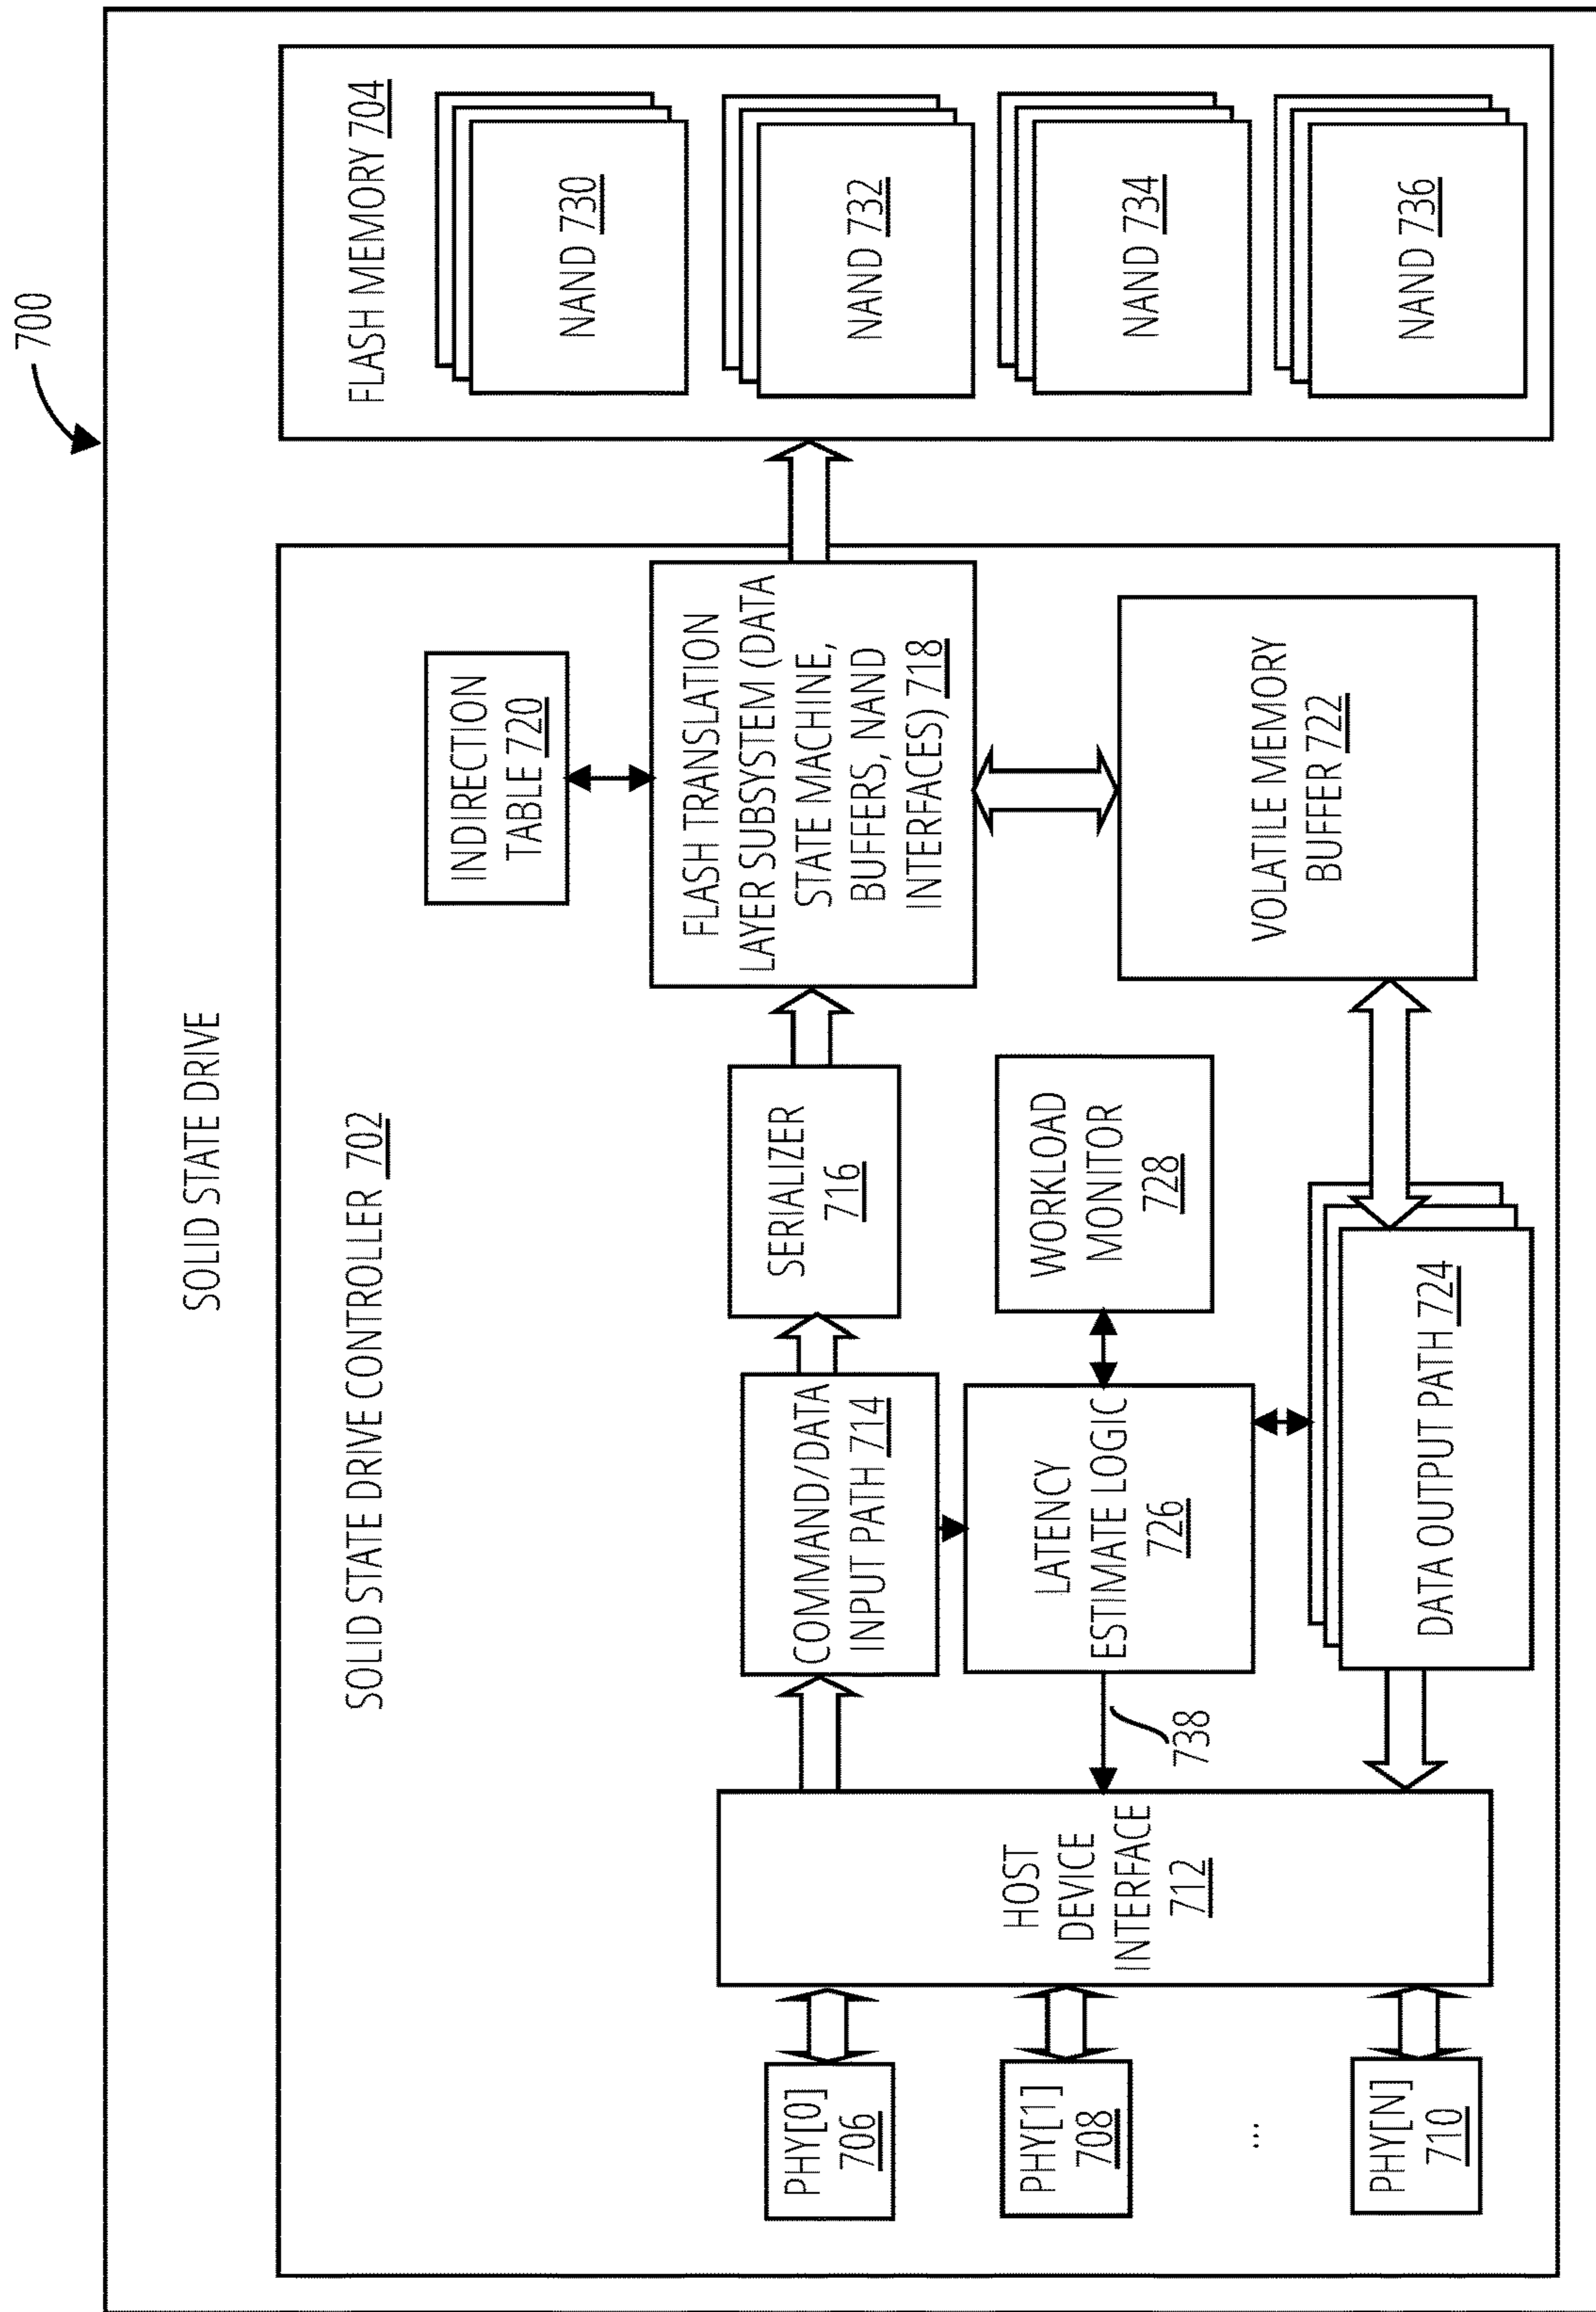 700
SOLID STATE DRIVE
SOLID STATE DRIVE CONTROLLER 702
FLASH MEMORY 704
PHY[0]
706
PHY[1]
708
...
PHY[N]
710
HOST
DEVICE
INTERFACE
712
COMMAND/DATA
INPUT PATH 714
SERIALIZER
716
INDIRECTION
TABLE 720
FLASH TRANSLATION
LAYER SUBSYSTEM (DATA
STATE MACHINE,
BUFFERS, NAND
INTERFACES) 718
738
LATENCY
ESTIMATE LOGIC
726
WORKLOAD
MONITOR
728
VOLATILE MEMORY
BUFFER 722
DATA OUTPUT PATH 724
NAND 730
NAND 732
NAND 734
NAND 736